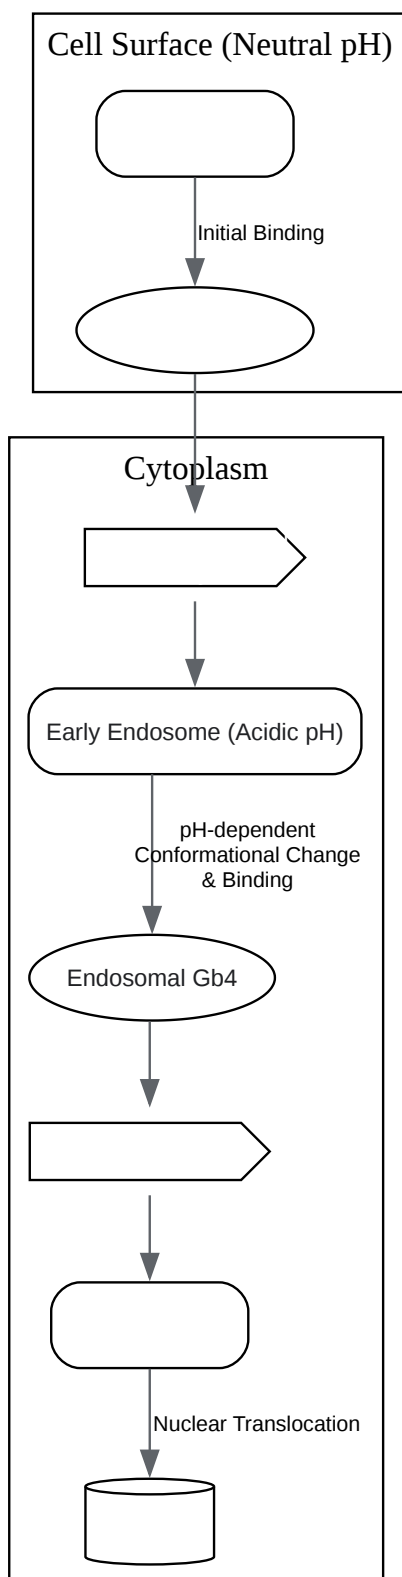 Cell Surface (Neutral pH)
Initial Binding
Cytoplasm
Early Endosome (Acidic pH)
pH-dependent
Conformational Change
& Binding
Endosomal Gb4
Nuclear Translocation